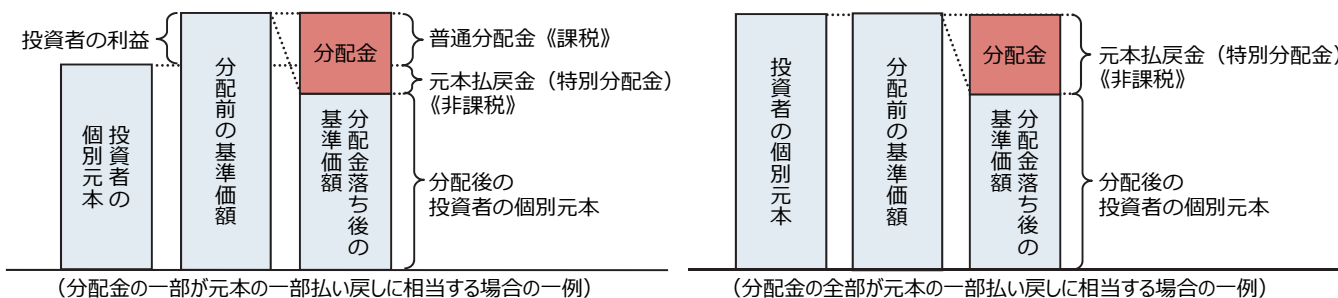 投資者の利益
投資者の
個別元本
分配前の基準価額
分配金
分配金落ち後の
基準価額
普通分配金《課税》
元本払戻金（特別分配金）
《非課税》
分配後の
投資者の個別元本
（分配金の一部が元本の一部払い戻しに相当する場合の一例）
投資者の個別元本
分配前の基準価額
分配金
分配金落ち後の
基準価額
元本払戻金（特別分配金）
《非課税》
分配後の
投資者の個別元本
（分配金の全部が元本の一部払い戻しに相当する場合の一例）